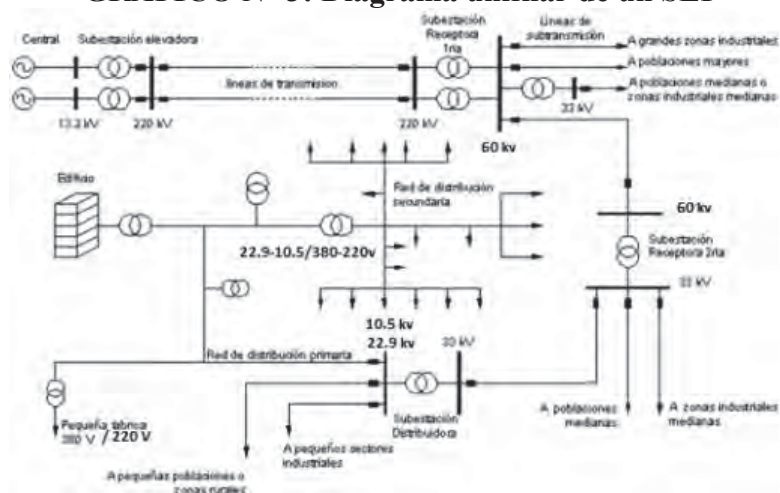 GRÁFICO Nº 3: Diagrama unifilar de un SEP
Central
Subestación elevadora
Subestación
Receptora
1ria
Líneas de
subtransmisión
A grandes zonas industriales
A poblaciones mayores
A poblaciones medianas o
zonas industriales medianas
líneas de transmision
13.2 kV
220 kV
220 kV
33 kV
60 kv
Edificio
Red de distribución
secundaria
60 kv
22.9-10.5/380-220v
Subestación
Receptora 2ria
33 kV
10.5 kv
22.9 kv
33 kV
Red de distribución primaria
Pequeña fabrica
380 V / 220 V
Subestación
Distribuidora
A poblaciones
medianas
A zonas industriales
medianas
A pequeños sectores
industriales
A pequeñas poblaciones o
zonas rurales